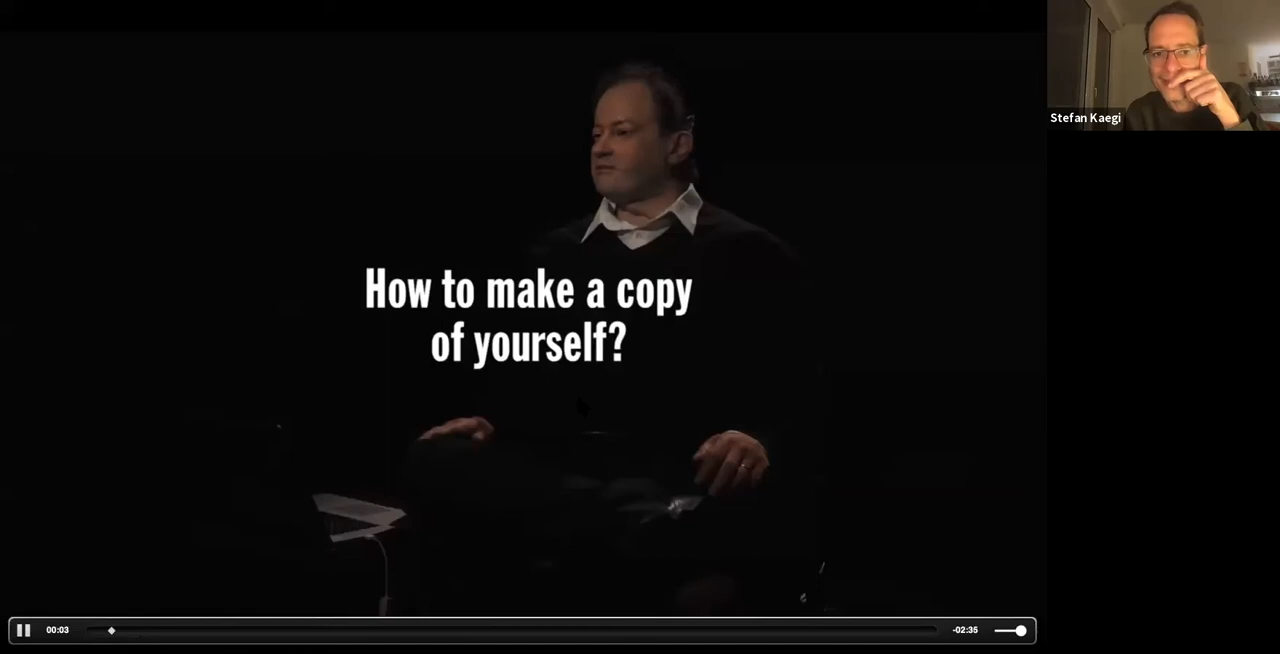 How to make a copy
of yourself?
Stefan Kaegi
00:03
-02:35